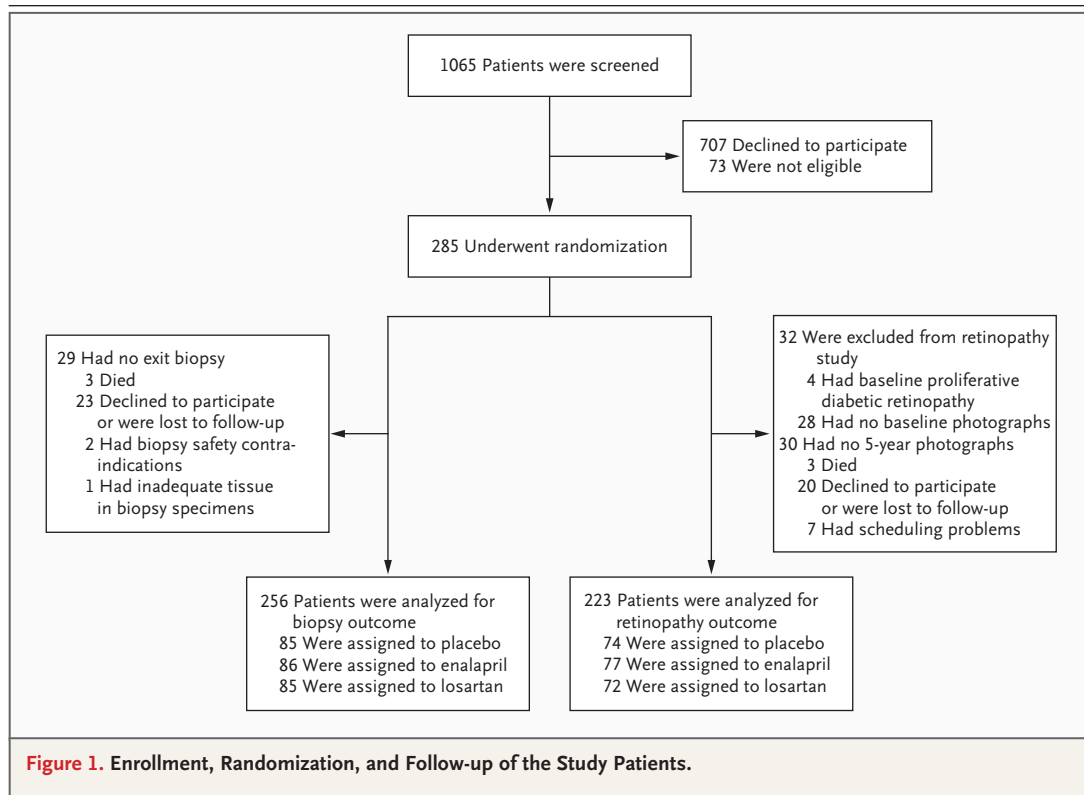 1065 Patients were screened
707 Declined to participate
73 Were not eligible
285 Underwent randomization
29 Had no exit biopsy
3 Died
23 Declined to participate
or were lost to follow-up
2 Had biopsy safety contra-
indications
1 Had inadequate tissue
in biopsy specimens
32 Were excluded from retinopathy
study
4 Had baseline proliferative
diabetic retinopathy
28 Had no baseline photographs
30 Had no 5-year photographs
3 Died
20 Declined to participate
or were lost to follow-up
7 Had scheduling problems
256 Patients were analyzed for
biopsy outcome
85 Were assigned to placebo
86 Were assigned to enalapril
85 Were assigned to losartan
223 Patients were analyzed for
retinopathy outcome
74 Were assigned to placebo
77 Were assigned to enalapril
72 Were assigned to losartan
Figure 1. Enrollment, Randomization, and Follow-up of the Study Patients.